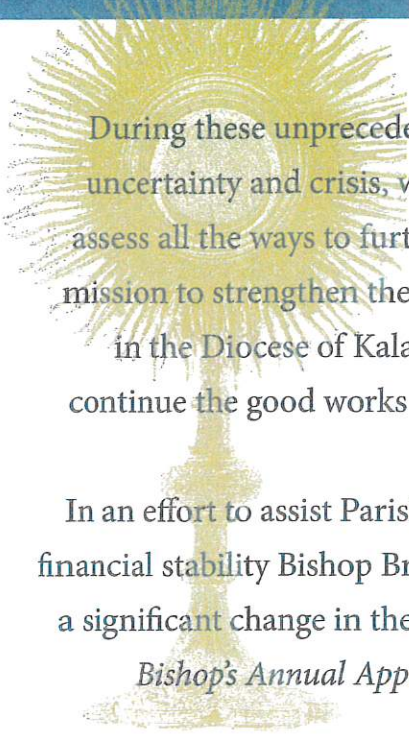 During these unprecede
uncertainty and crisis, v
assess all the ways to furt
mission to strengthen the
in the Diocese of Kala
continue the good works
In an effort to assist Paris
financial stability Bishop Br
a significant change in the
Bishop's Annual App